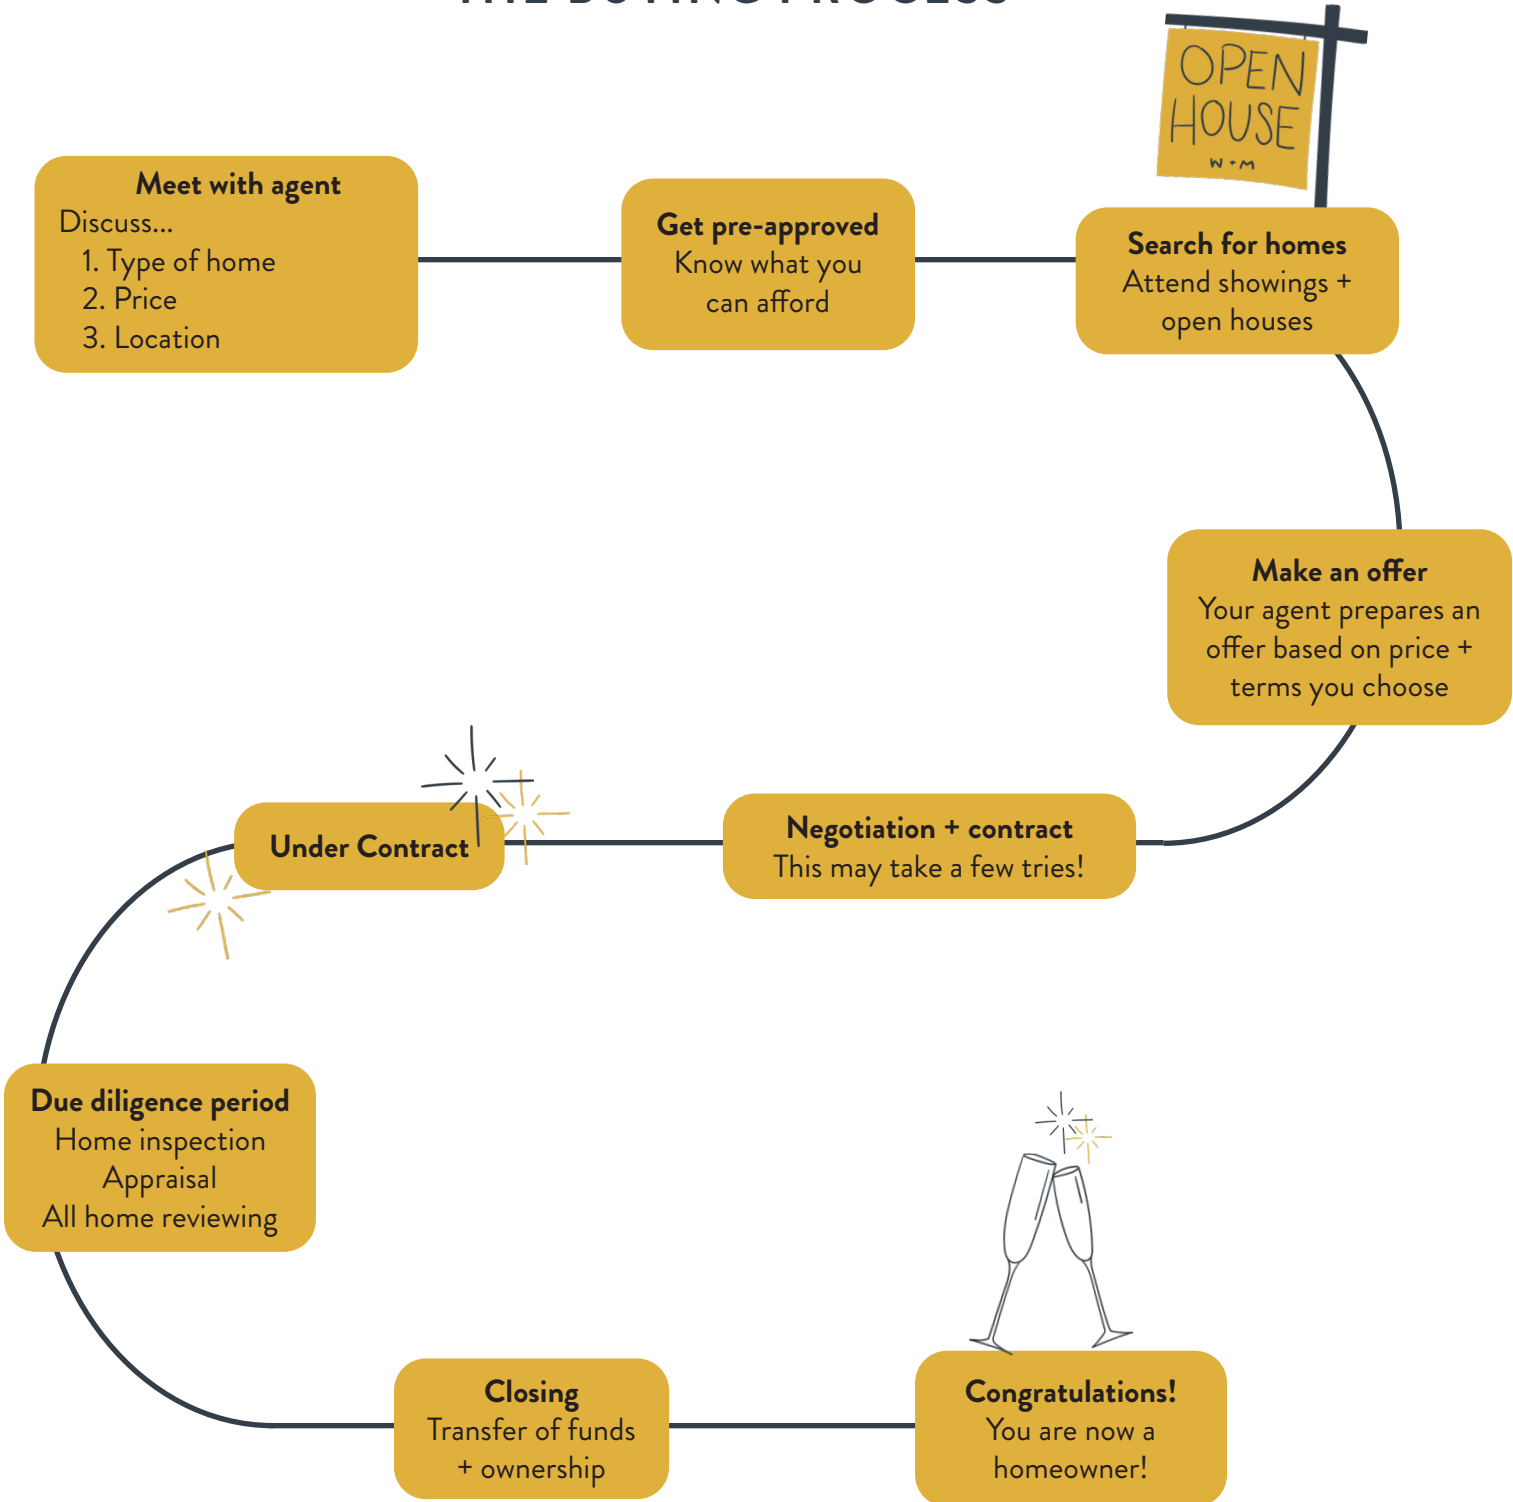 THE BUYING PROCESS
OPEN
HOUSE
W+M
Meet with agent
Discuss...
1. Type of home
2. Price
3. Location
Get pre-approved
Know what you
can afford
Search for homes
Attend showings +
open houses
Make an offer
Your agent prepares an
offer based on price +
terms you choose
Negotiation + contract
This may take a few tries!
Under Contract
Due diligence period
Home inspection
Appraisal
All home reviewing
Closing
Transfer of funds
+ ownership
Congratulations!
You are now a
homeowner!